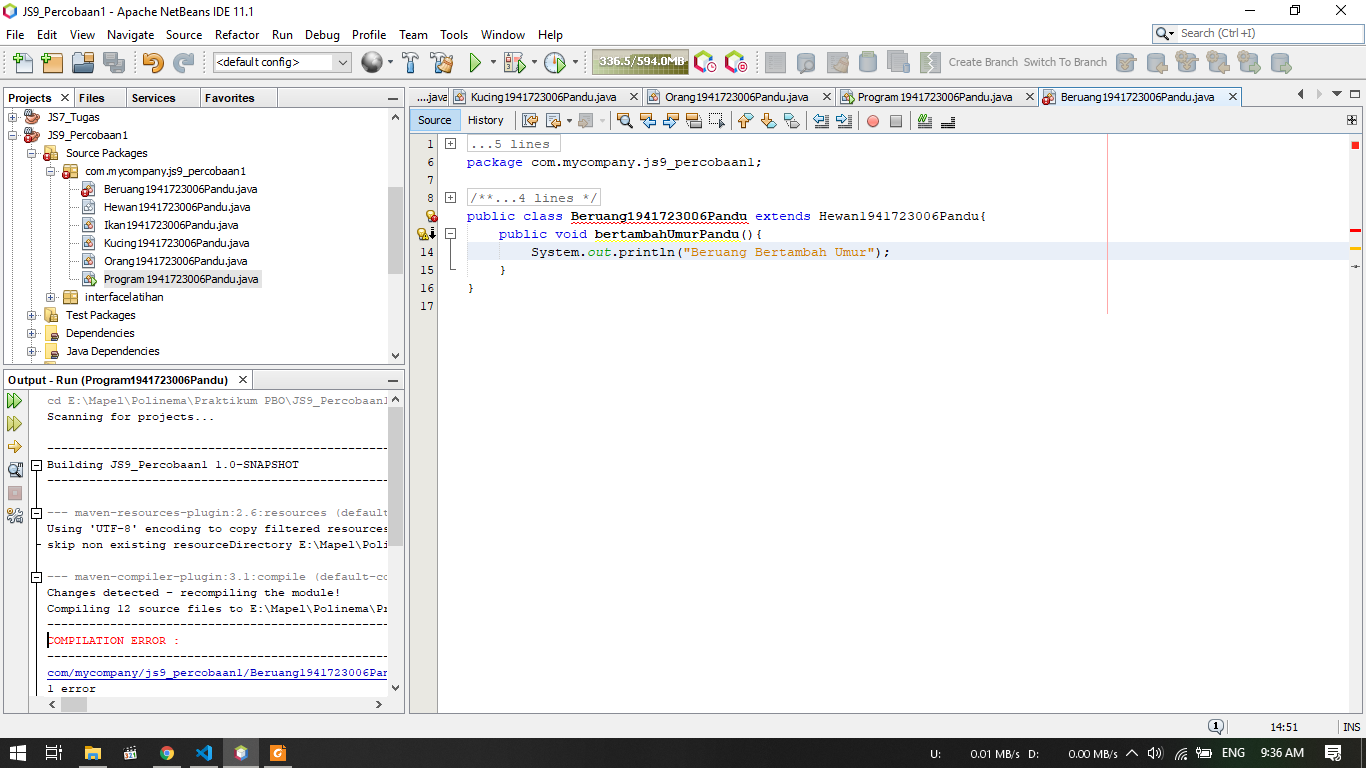 JS9_Percobaan1 - Apache NetBeans IDE 11.1
File Edit View Navigate Source Refactor Run Debug Profile Team Tools Window Help
Search (Ctrl+I)
<default config>
336.5/594.0MB
Create Branch Switch To Branch
Projects Files Services Favorites
JS7_Tugas
JS9_Percobaan1
Source Packages
com.mycompany.js9_percobaan1
Beruang1941723006Pandu.java
Hewan1941723006Pandu.java
Ikan1941723006Pandu.java
Kucing1941723006Pandu.java
Orang1941723006Pandu.java
Program1941723006Pandu.java
interfacelatihan
Test Packages
Dependencies
Java Dependencies
Output - Run (Program1941723006Pandu)
cd E:\Mapel\Polinema\Praktikum PBO\JS9_Percobaan1
Scanning for projects...
------------------------------------------------
Building JS9_Percobaan1 1.0-SNAPSHOT
------------------------------------------------
--- maven-resources-plugin:2.6:resources (default
Using 'UTF-8' encoding to copy filtered resources
skip non existing resourceDirectory E:\Mapel\Poli
--- maven-compiler-plugin:3.1:compile (default-co
Changes detected - recompiling the module!
Compiling 12 source files to E:\Mapel\Polinema\Pr
------------------------------------------------
COMPILATION ERROR :
------------------------------------------------
com/mycompany/js9_percobaan1/Beruang1941723006Pan
1 error
....java Kucing1941723006Pandu.java Orang1941723006Pandu.java Program1941723006Pandu.java Beruang1941723006Pandu.java
Source History
1 ...5 lines
6 package com.mycompany.js9_percobaan1;
7
8 /**...4 lines */
public class Beruang1941723006Pandu extends Hewan1941723006Pandu{
public void bertambahUmurPandu(){
14 System.out.println("Beruang Bertambah Umur");
15 }
16 }
17
1 14:51 INS
U: 0.01 MB/s D: 0.00 MB/s ENG 9:36 AM